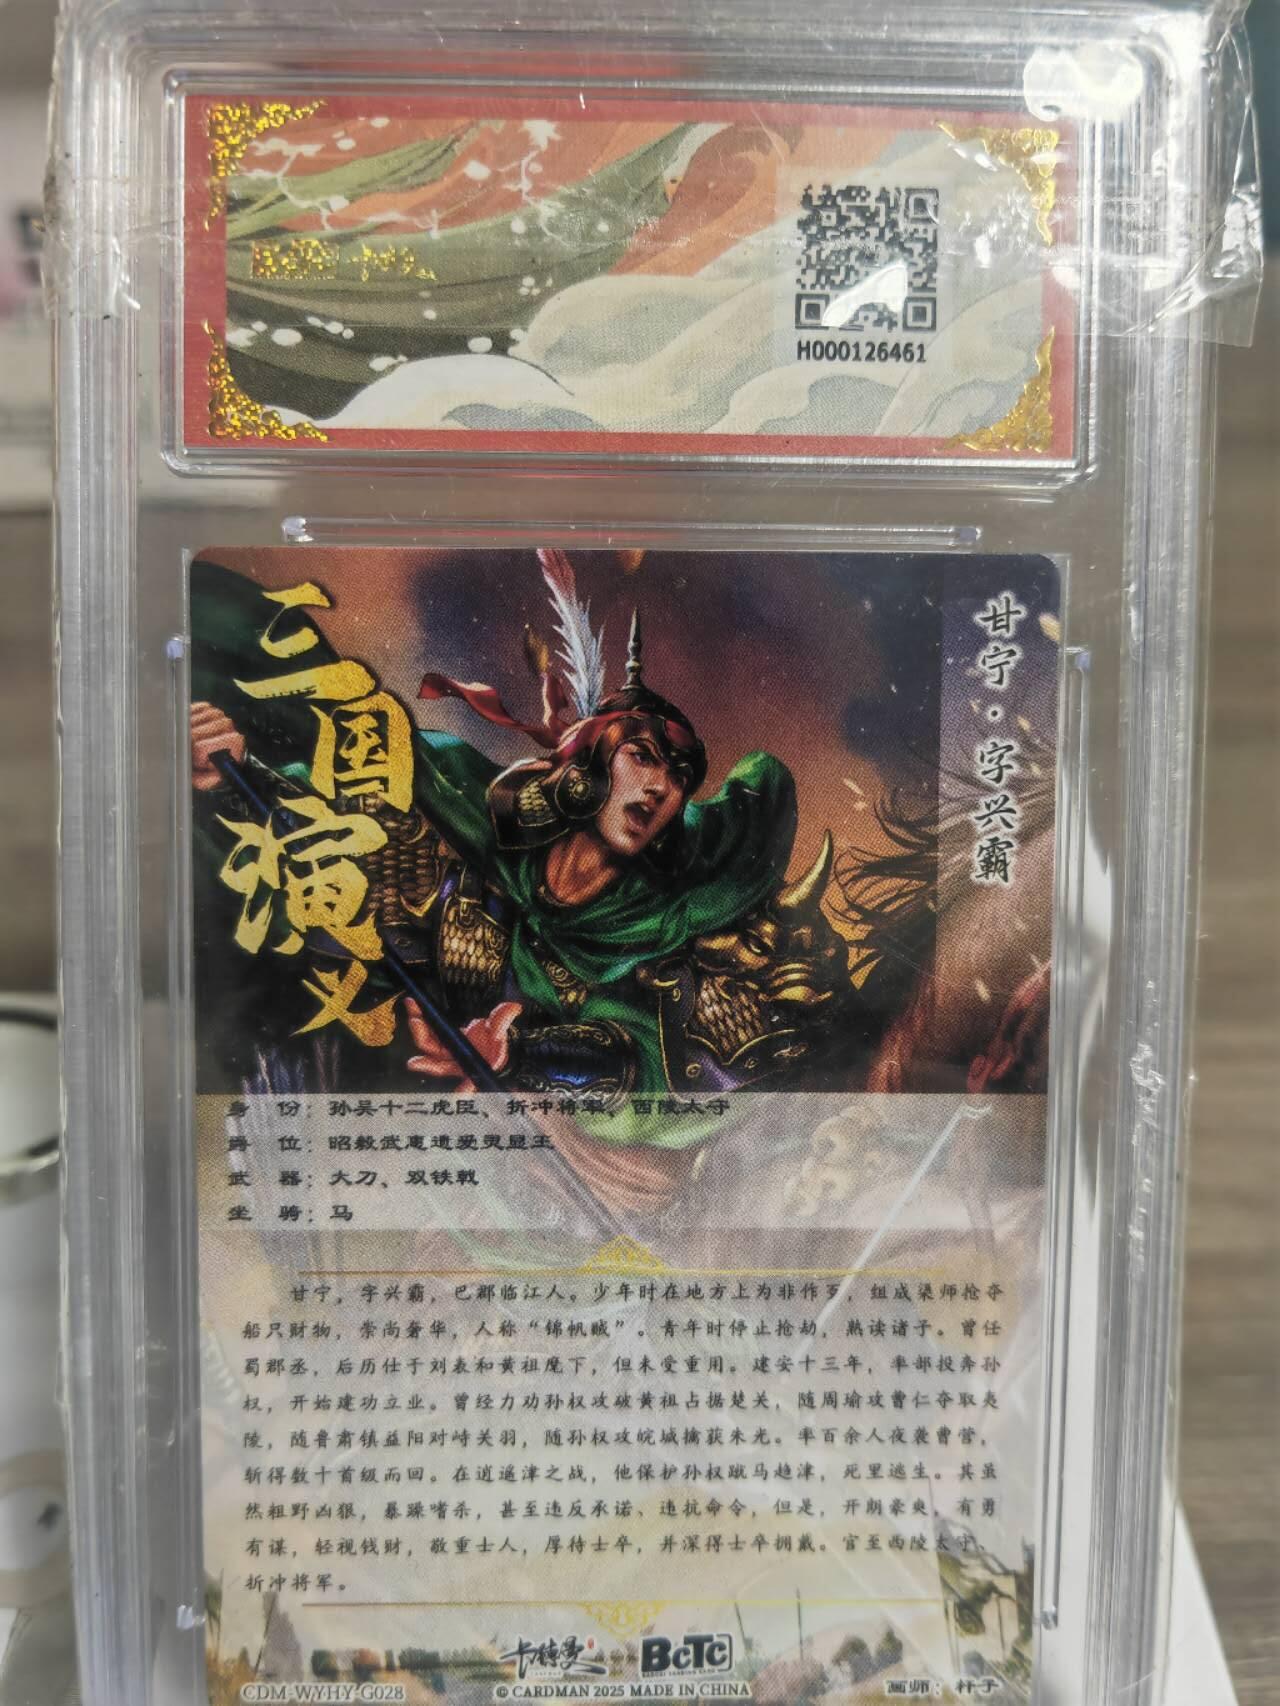 H000126461
三国演义
甘宁·字兴霸
身 份：孙吴十二虎臣、折冲将军、西陵太守
爵 位：昭毅武惠遗爱灵显王
武 器：大刀、双铁戟
坐 骑：马
甘宁，字兴霸，巴郡临江人。少年时在地方上为非作歹，组成渠师抢夺
船只财物，崇尚奢华，人称“锦帆贼”。青年时停止抢劫，熟读诸子。曾任
蜀郡丞，后历仕于刘表和黄祖麾下，但未受重用。建安十三年，率部投奔孙
权，开始建功立业。曾经力劝孙权攻破黄祖占据楚关，随周瑜攻曹仁夺取夷
陵，随鲁肃镇益阳对峙关羽，随孙权攻皖城擒获朱光。率百余人夜袭曹营，
斩得数十首级而回。在逍遥津之战，他保护孙权蹴马趋津，死里逃生。其虽
然粗野凶狠，暴躁嗜杀，甚至违反承诺、违抗命令，但是，开朗豪爽，有勇
有谋，轻视钱财，敬重士人，厚待士卒，并深得士卒拥戴。官至西陵太守、
折冲将军。
卡特曼 BCTC
CDM-WYHY-G028
© CARDMAN 2025 MADE IN CHINA
画师：杆子